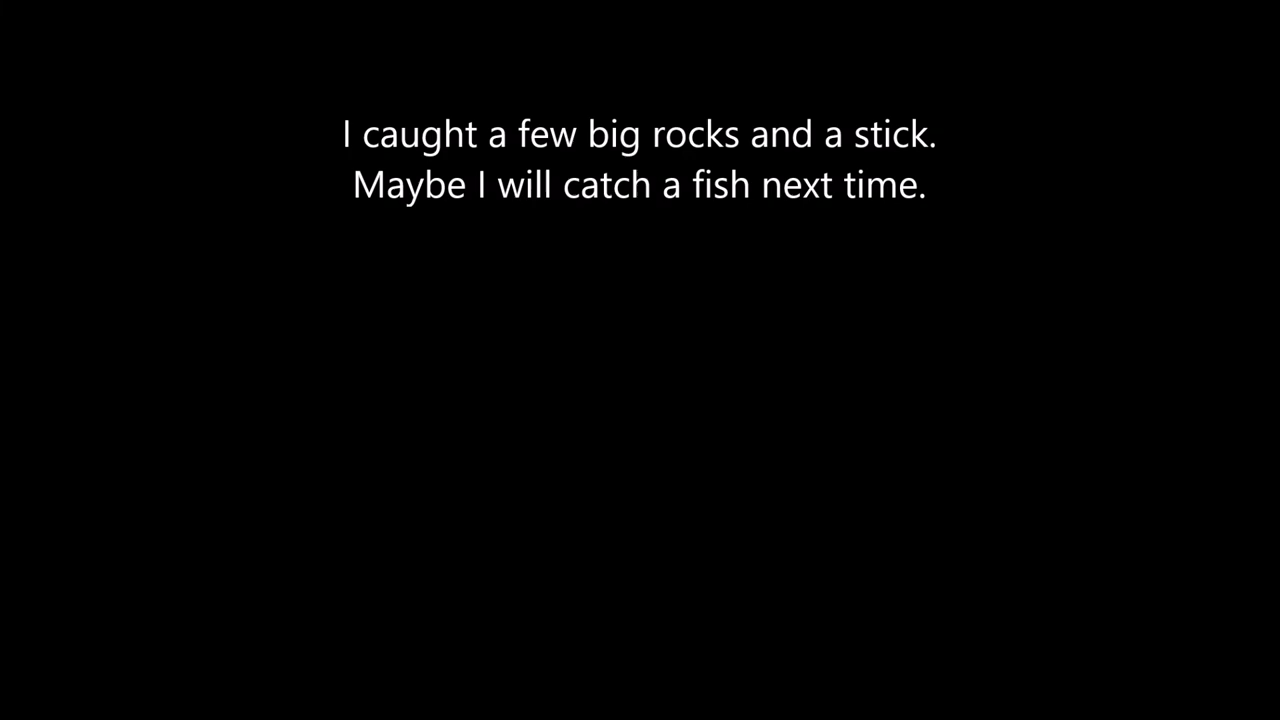 I caught a few big rocks and a stick.
Maybe I will catch a fish next time.